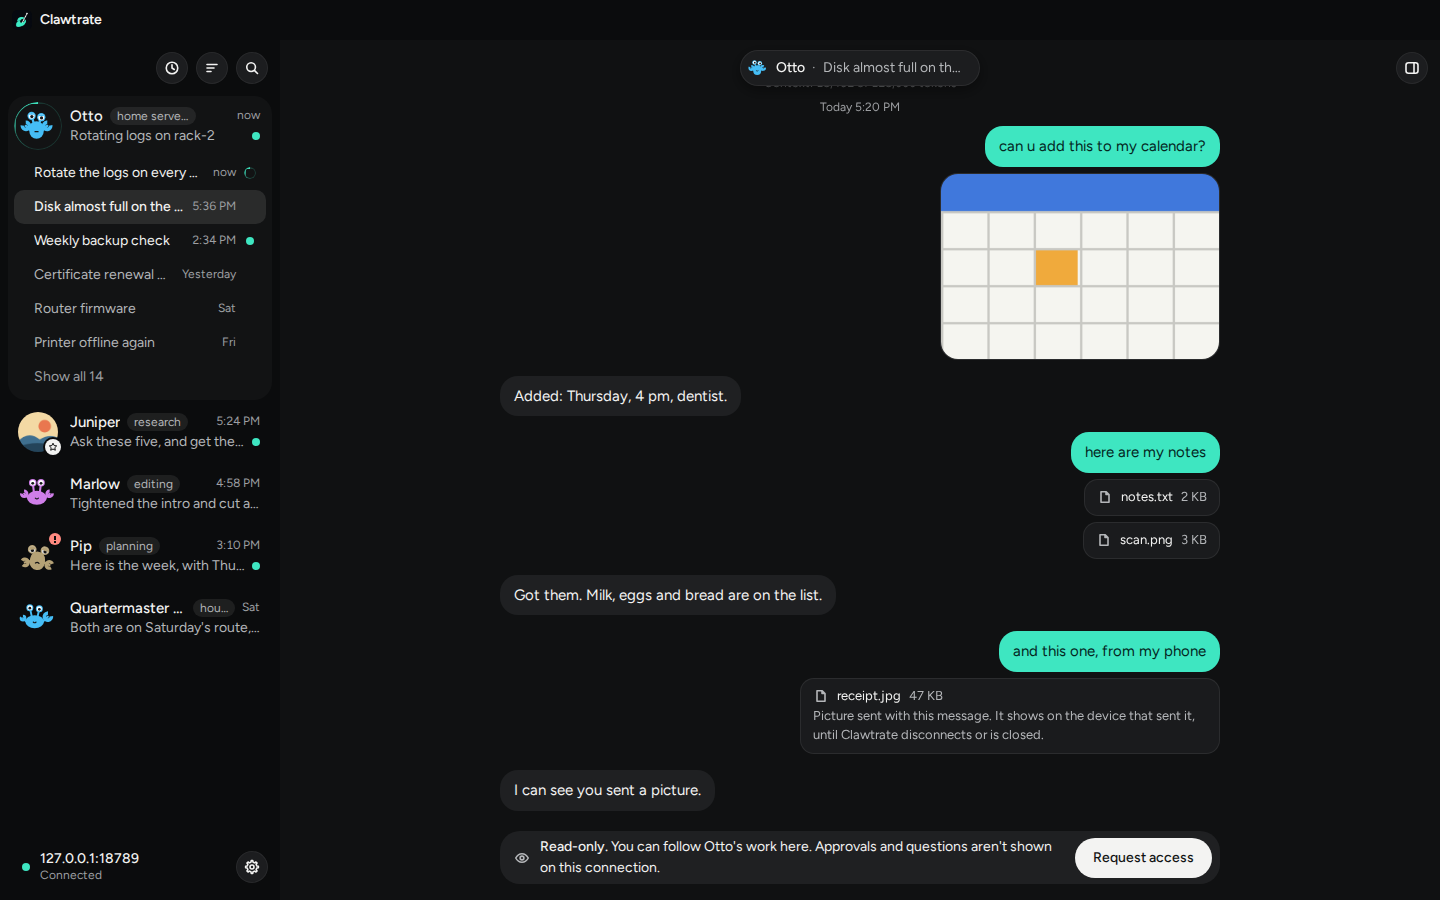 Clawtrate
Otto home serve... now
Rotating logs on rack-2
Rotate the logs on every ... now
Disk almost full on the ... 5:36 PM
Weekly backup check 2:34 PM
Certificate renewal ... Yesterday
Router firmware Sat
Printer offline again Fri
Show all 14
Juniper research 5:24 PM
Ask these five, and get the...
Marlow editing 4:58 PM
Tightened the intro and cut a...
Pip planning 3:10 PM
Here is the week, with Thu...
Quartermaster ... hou... Sat
Both are on Saturday's route,...
127.0.0.1:18789
Connected
Otto · Disk almost full on th...
Today 5:20 PM
can u add this to my calendar?
Added: Thursday, 4 pm, dentist.
here are my notes
notes.txt 2 KB
scan.png 3 KB
Got them. Milk, eggs and bread are on the list.
and this one, from my phone
receipt.jpg 47 KB
Picture sent with this message. It shows on the device that sent it,
until Clawtrate disconnects or is closed.
I can see you sent a picture.
Read-only. You can follow Otto's work here. Approvals and questions aren't shown
on this connection.
Request access